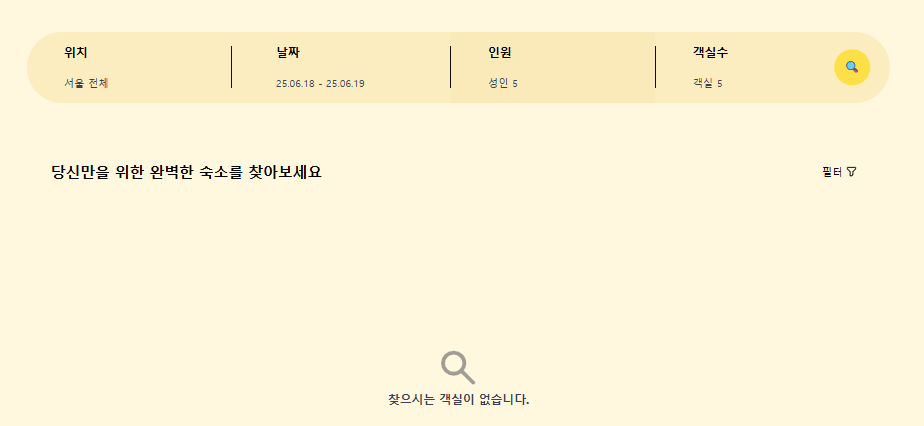 위치 날짜 인원 객실수
서울 전체 25.06.18 - 25.06.19 성인 5 객실 5
당신만을 위한 완벽한 숙소를 찾아보세요 필터
찾으시는 객실이 없습니다.